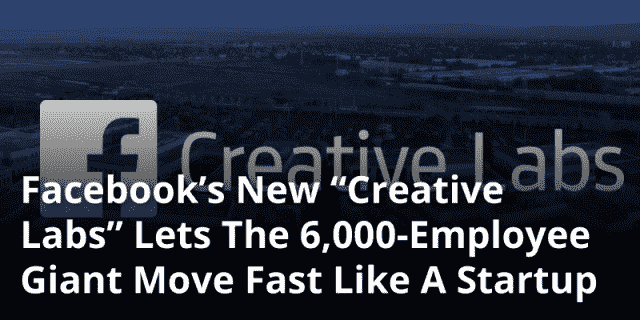 f Creative Labs
Facebook’s New “Creative
Labs” Lets The 6,000-Employee
Giant Move Fast Like A Startup